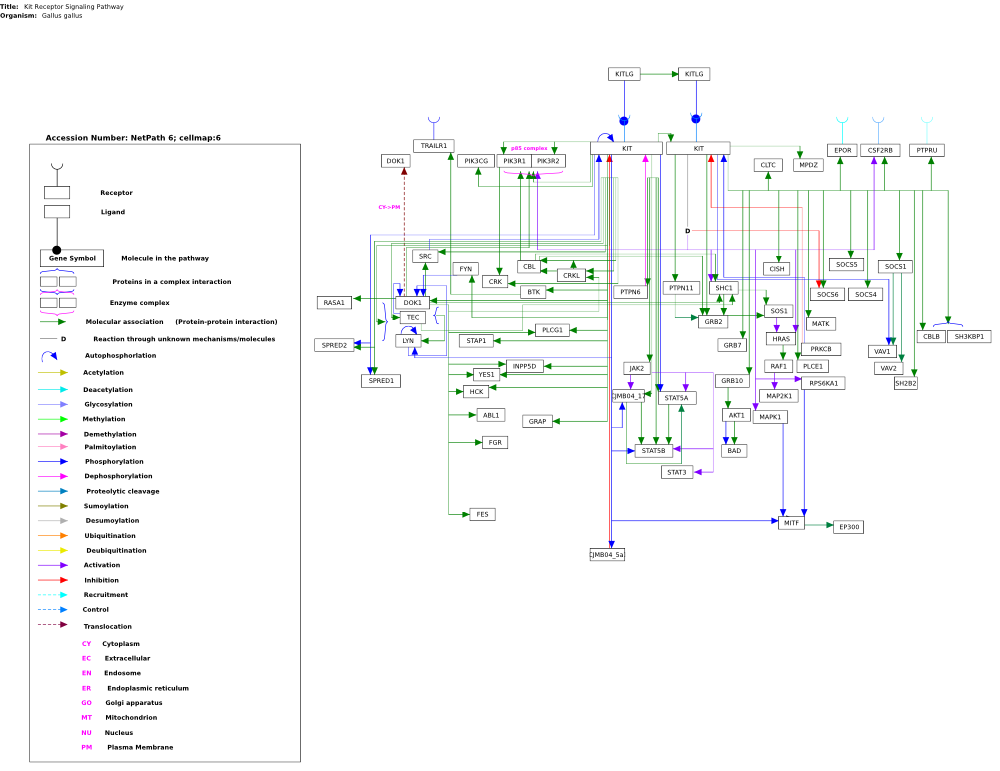 Title: Kit Receptor Signaling Pathway
Organism: Gallus gallus
Accession Number: NetPath 6; cellmap:6
Receptor
Ligand
Gene Symbol Molecule in the pathway
Proteins in a complex interaction
Enzyme complex
Molecular association (Protein-protein interaction)
D Reaction through unknown mechanisms/molecules
Autophosphorlation
Acetylation
Deacetylation
Glycosylation
Methylation
Demethylation
Palmitoylation
Phosphorylation
Dephosphorylation
Proteolytic cleavage
Sumoylation
Desumoylation
Ubiquitination
Deubiquitination
Activation
Inhibition
Recruitment
Control
Translocation
CY Cytoplasm
EC Extracellular
EN Endosome
ER Endoplasmic reticulum
GO Golgi apparatus
MT Mitochondrion
NU Nucleus
PM Plasma Membrane
KITLG KITLG
TRAILR1 p85 complex KIT KIT EPOR CSF2RB PTPRU
DOK1 PIK3CG PIK3R1 PIK3R2 CLTC MPDZ
CY->PM
D
SRC FYN CBL CRKL CISH SOCS5 SOCS1
CRK BTK PTPN6 PTPN11 SHC1 SOCS6 SOCS4
RASA1 DOK1 TEC GRB2 SOS1 MATK
SPRED2 LYN STAP1 PLCG1 GRB7 HRAS PRKCB CBLB SH3KBP1
VAV1
SPRED1 YES1 INPP5D JAK2 RAF1 PLCE1 VAV2
HCK CJMB04_17 STAT5A GRB10 MAP2K1 RPS6KA1 SH2B2
ABL1 GRAP AKT1 MAPK1
FGR STAT5B BAD
STAT3
FES MITF EP300
CJMB04_5a